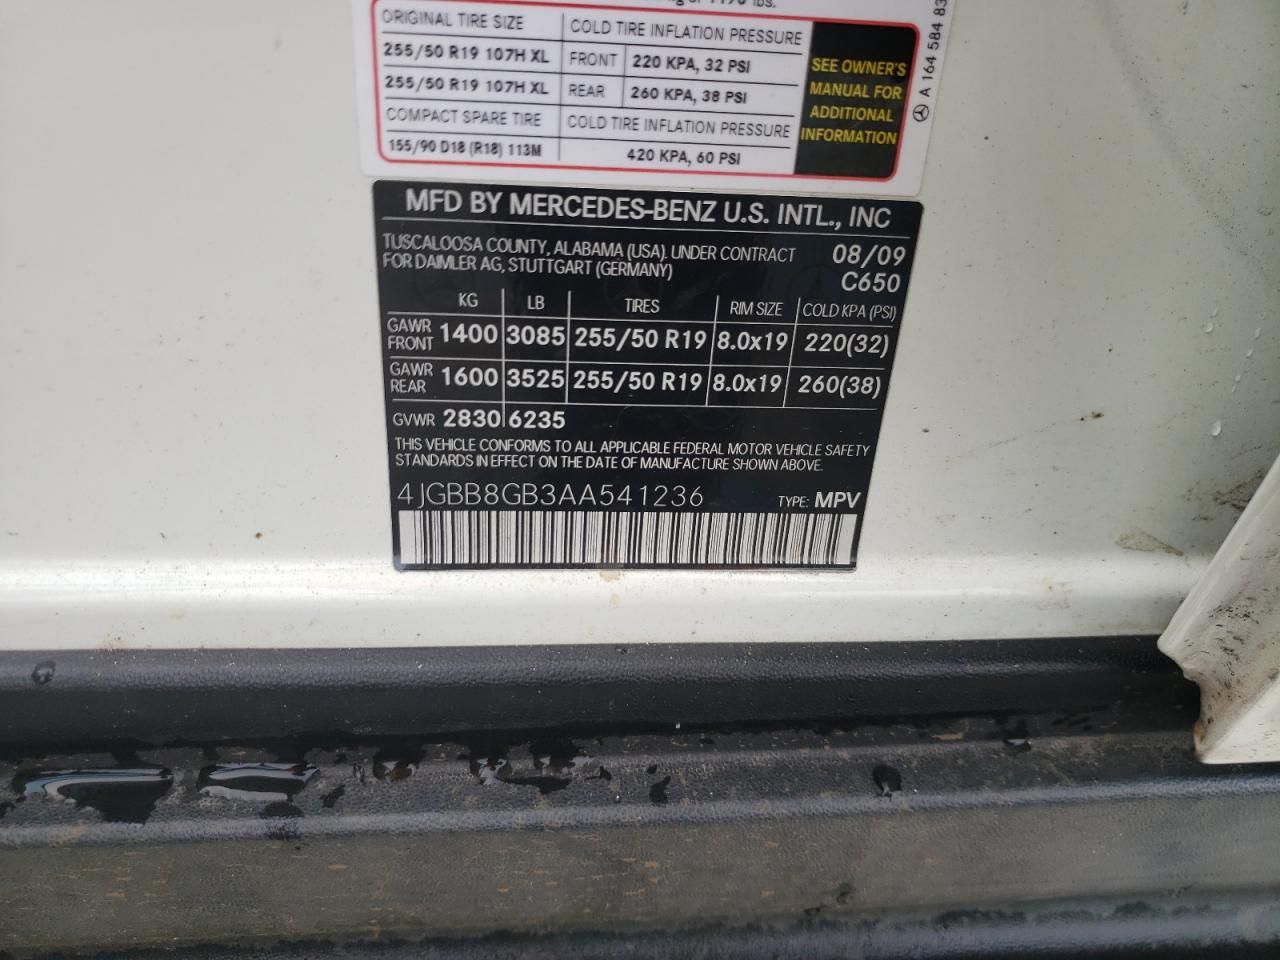 1190 lbs.
ORIGINAL TIRE SIZE COLD TIRE INFLATION PRESSURE
255/50 R19 107H XL FRONT 220 KPA, 32 PSI
255/50 R19 107H XL REAR 260 KPA, 38 PSI
COMPACT SPARE TIRE COLD TIRE INFLATION PRESSURE
155/90 D18 (R18) 113M 420 KPA, 60 PSI
SEE OWNER'S
MANUAL FOR
ADDITIONAL
INFORMATION
A 164 584 83
MFD BY MERCEDES-BENZ U.S. INTL., INC
TUSCALOOSA COUNTY, ALABAMA (USA). UNDER CONTRACT 08/09
FOR DAIMLER AG, STUTTGART (GERMANY) C650
KG LB TIRES RIM SIZE COLD KPA (PSI)
GAWR FRONT 1400 3085 255/50 R19 8.0x19 220(32)
GAWR REAR 1600 3525 255/50 R19 8.0x19 260(38)
GVWR 2830 6235
THIS VEHICLE CONFORMS TO ALL APPLICABLE FEDERAL MOTOR VEHICLE SAFETY
STANDARDS IN EFFECT ON THE DATE OF MANUFACTURE SHOWN ABOVE.
4JGBB8GB3AA541236 TYPE: MPV